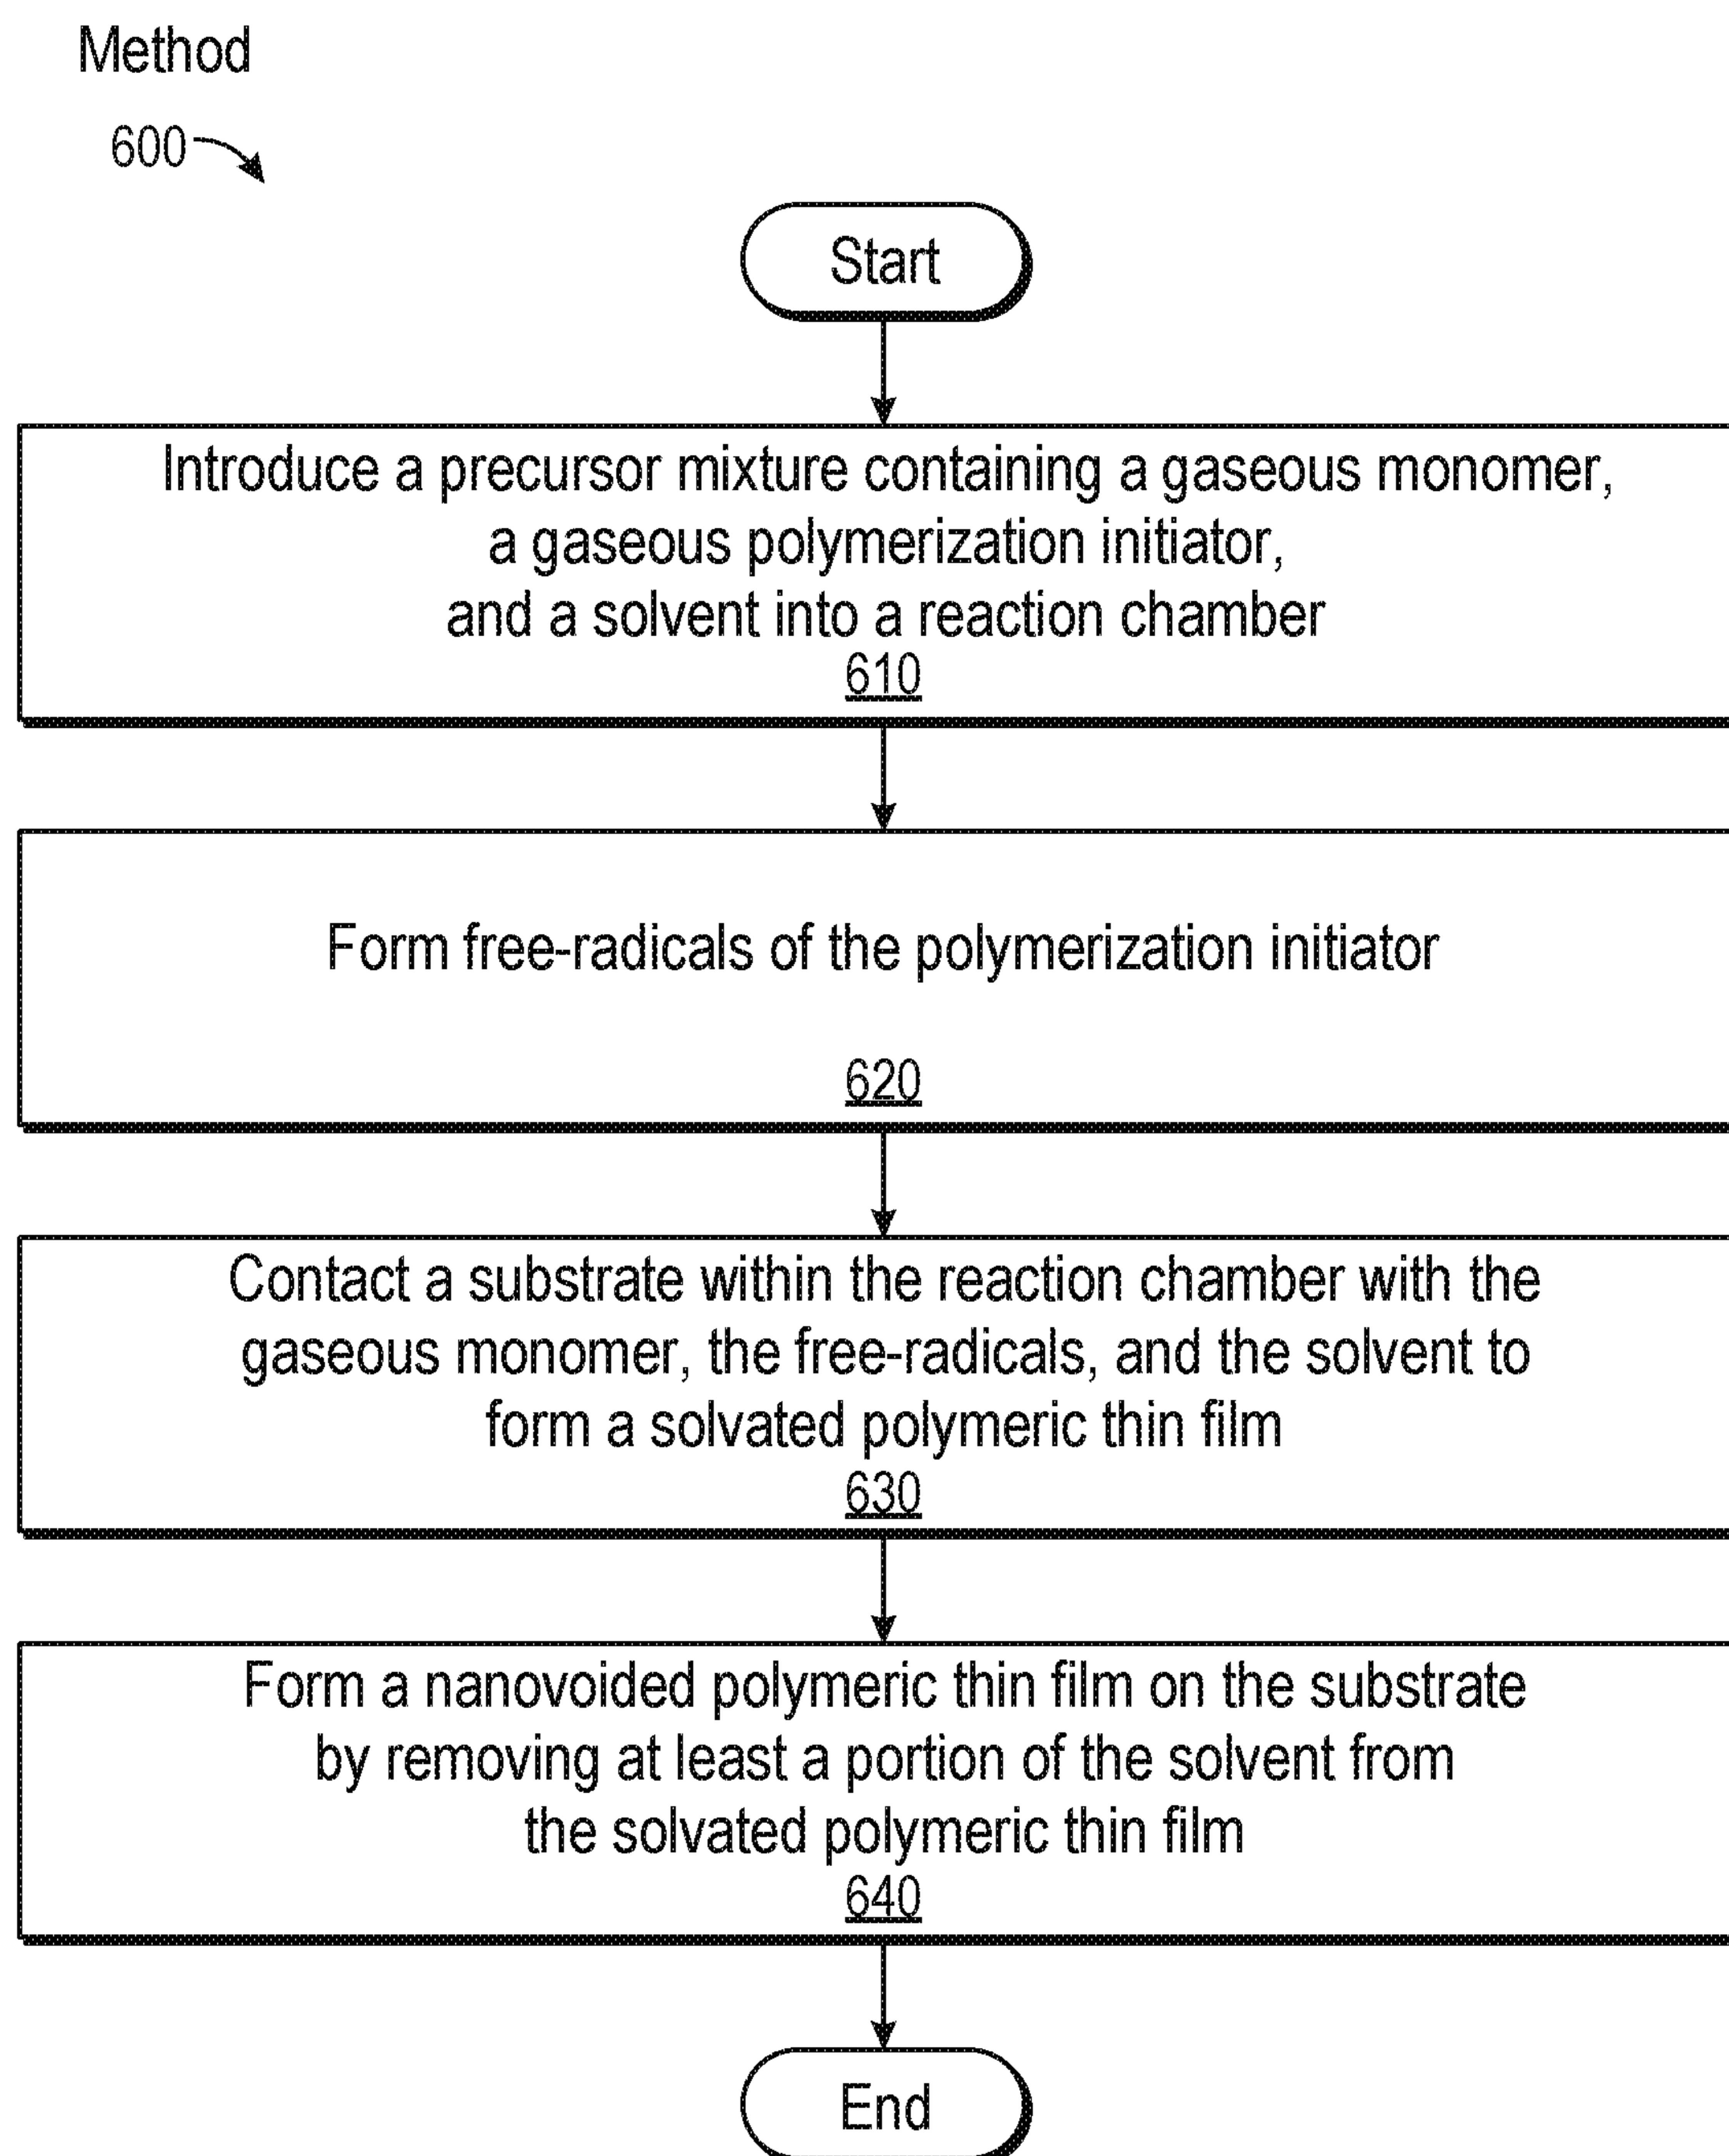 Method
600
Start
Introduce a precursor mixture containing a gaseous monomer,
a gaseous polymerization initiator,
and a solvent into a reaction chamber
610
Form free-radicals of the polymerization initiator
620
Contact a substrate within the reaction chamber with the
gaseous monomer, the free-radicals, and the solvent to
form a solvated polymeric thin film
630
Form a nanovoided polymeric thin film on the substrate
by removing at least a portion of the solvent from
the solvated polymeric thin film
640
End